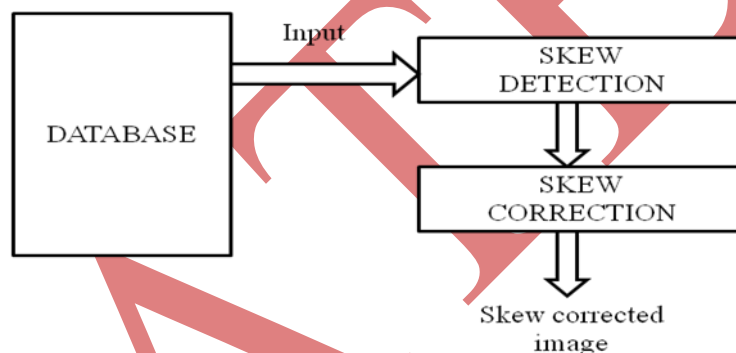 Input
SKEW
DETECTION
DATABASE
SKEW
CORRECTION
Skew corrected
image